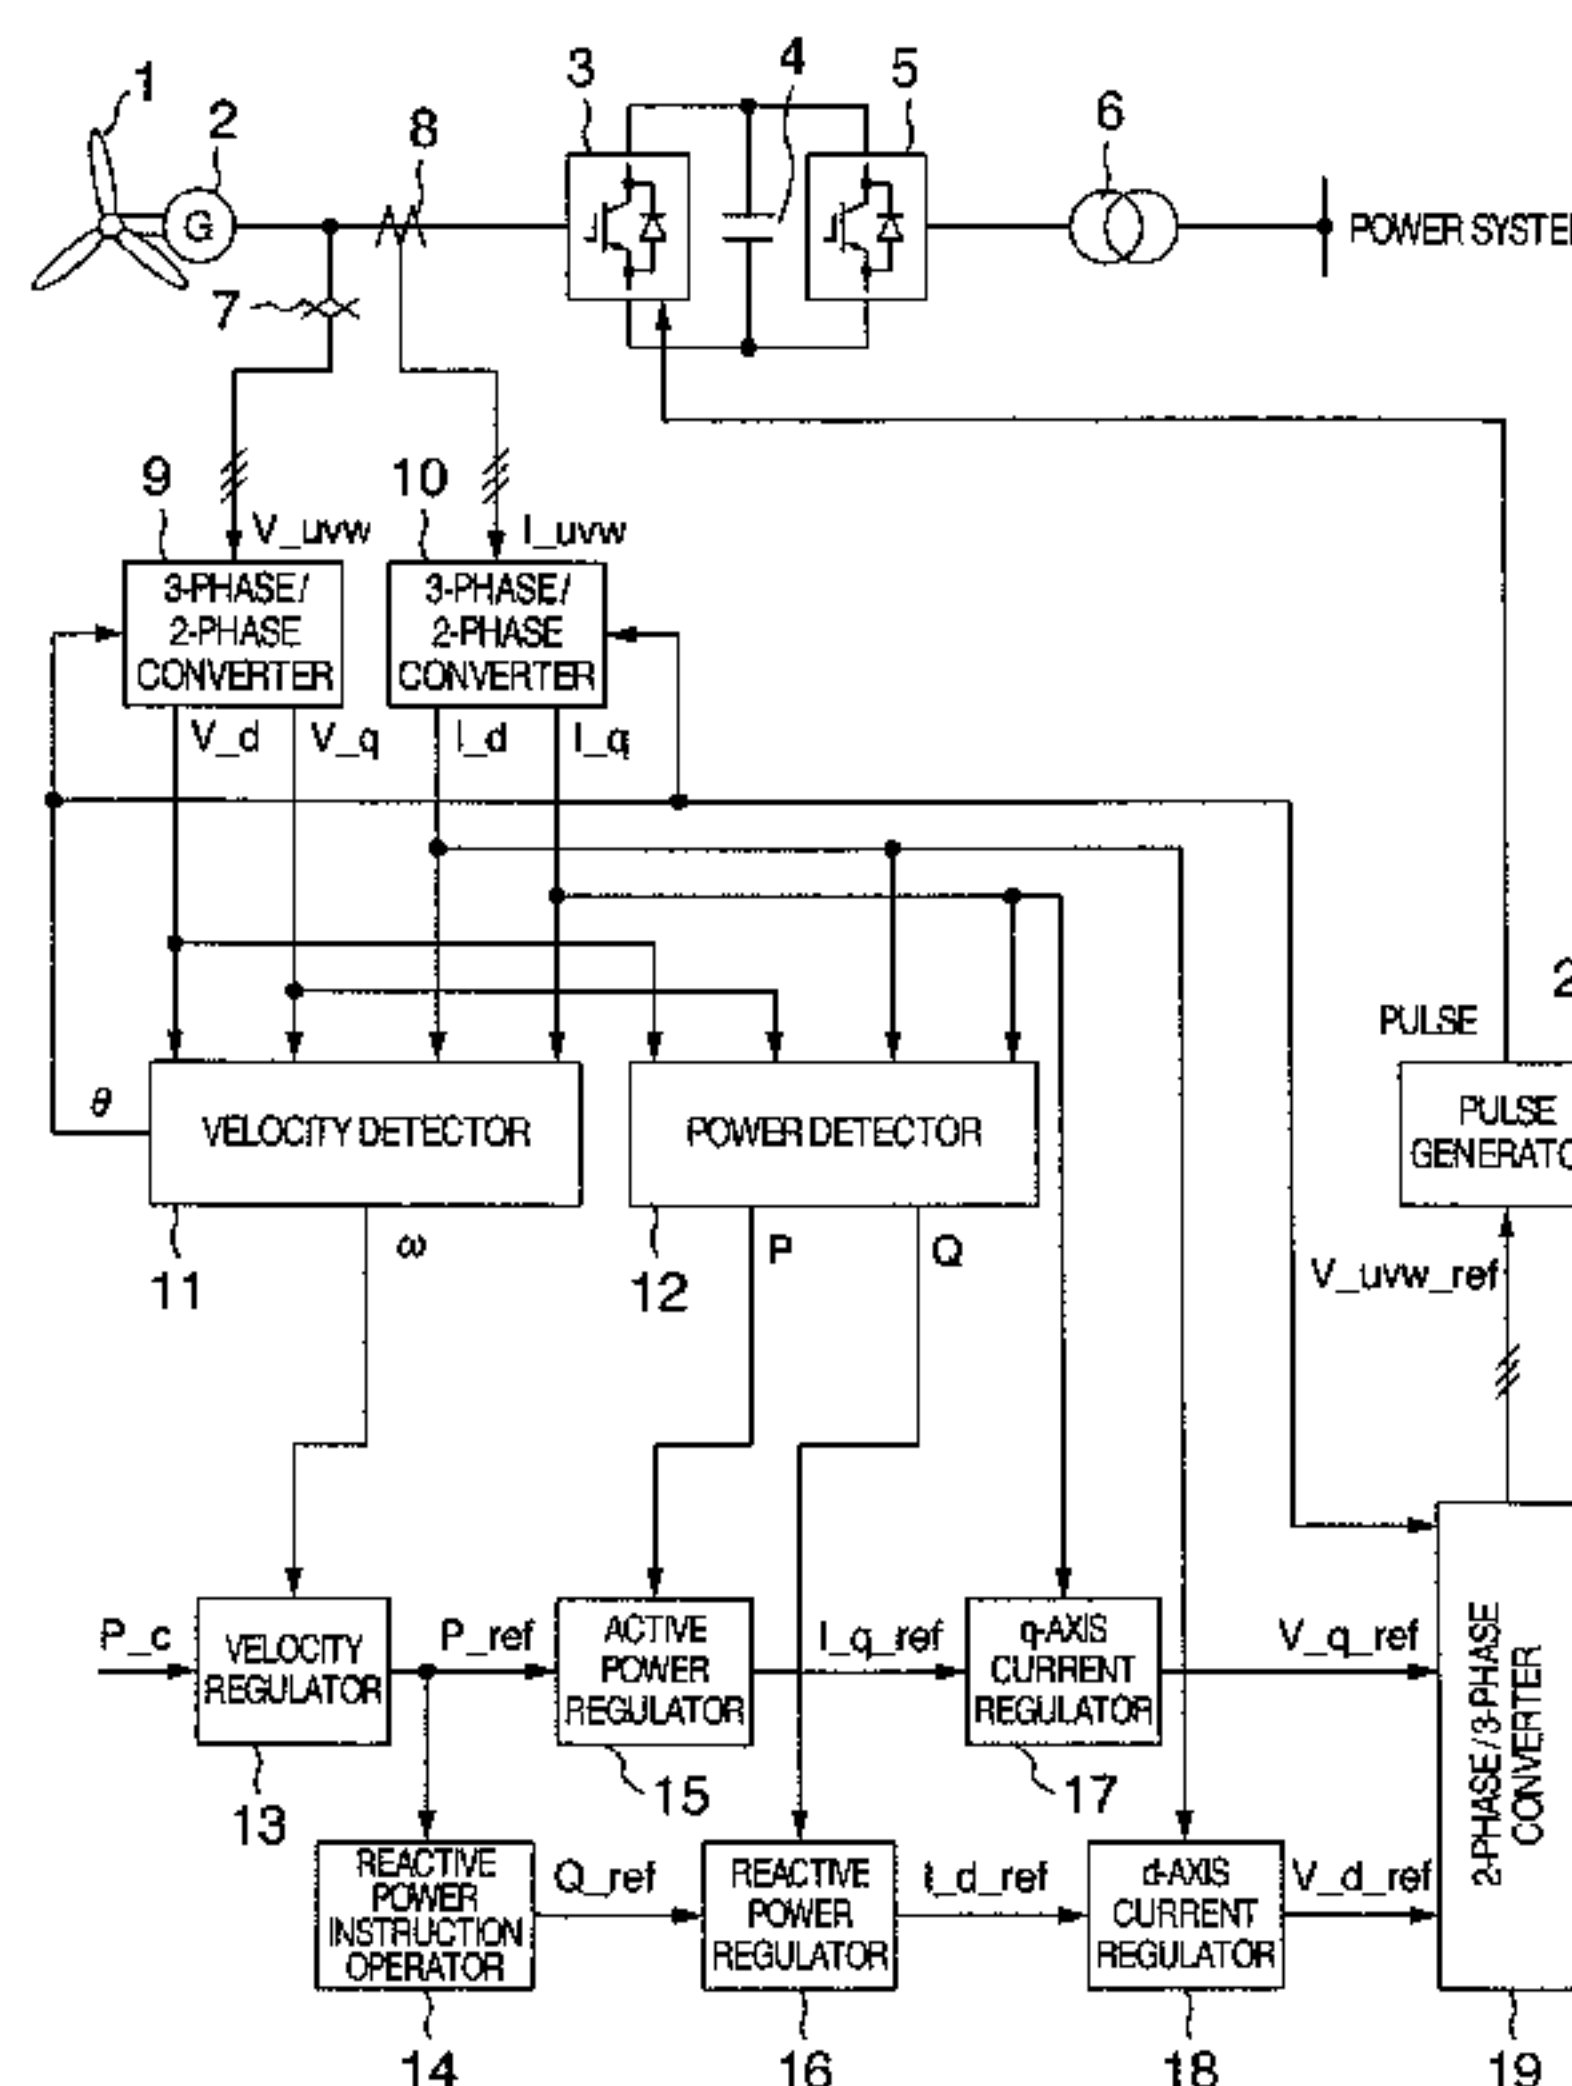 1
2
8
3
4
5
6
G
POWER SYSTE
7
9
10
V_uvw
I_uvw
3-PHASE/
2-PHASE
CONVERTER
3-PHASE/
2-PHASE
CONVERTER
V_d
V_q
I_d
I_q
2
PULSE
θ
VELOCITY DETECTOR
POWER DETECTOR
PULSE
GENERATO
11
ω
12
P
Q
V_uvw_ref
P_c
VELOCITY
REGULATOR
P_ref
ACTIVE
POWER
REGULATOR
I_q_ref
q-AXIS
CURRENT
REGULATOR
V_q_ref
2-PHASE/3-PHASE
CONVERTER
13
15
17
REACTIVE
POWER
INSTRUCTION
OPERATOR
Q_ref
REACTIVE
POWER
REGULATOR
I_d_ref
d-AXIS
CURRENT
REGULATOR
V_d_ref
14
16
18
19